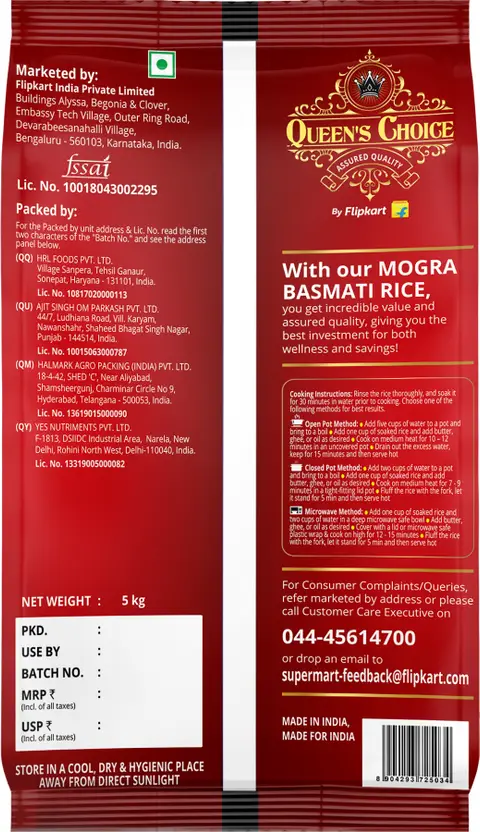 Marketed by:
Flipkart India Private Limited
Buildings Alyssa, Begonia & Clover,
Embassy Tech Village, Outer Ring Road,
Devarabeesanahalli Village,
Bengaluru - 560103, Karnataka, India.
fssai
Lic. No. 10018043002295
Packed by:
For the Packed by unit address & Lic. No. read the first
two characters of the "Batch No." and see the address
panel below.
(QQ) HRL FOODS PVT. LTD.
Village Sanpera, Tehsil Ganaur,
Sonepat, Haryana - 131101, India.
Lic. No. 10817020000113
(QU) AJIT SINGH OM PARKASH PVT. LTD.
44/7, Ludhiana Road, Vill. Karyam,
Nawanshahr, Shaheed Bhagat Singh Nagar,
Punjab - 144514, India.
Lic. No. 10015063000787
(QM) HALMARK AGRO PACKING (INDIA) PVT. LTD.
18-4-42, SHED 'C', Near Aliyabad,
Shamsheergunj, Charminar Circle No 9,
Hyderabad, Telangana - 500053, India.
Lic. No. 13619015000090
(QY) YES NUTRIMENTS PVT. LTD.
F-1813, DSIIDC Industrial Area, Narela, New
Delhi, Rohini North West, Delhi-110040, India.
Lic. No. 13319005000082
NET WEIGHT : 5 kg
PKD. :
USE BY :
BATCH NO. :
MRP ₹ :
(Incl. of all taxes)
USP ₹ :
(Incl. of all taxes)
STORE IN A COOL, DRY & HYGIENIC PLACE
AWAY FROM DIRECT SUNLIGHT
QUEEN'S CHOICE
ASSURED QUALITY
By Flipkart
With our MOGRA
BASMATI RICE,
you get incredible value and
assured quality, giving you the
best investment for both
wellness and savings!
Cooking Instructions: Rinse the rice thoroughly, and soak it
for 30 minutes in water prior to cooking. Choose one of the
following methods for best results.
Open Pot Method: ● Add five cups of water to a pot and
bring to a boil ● Add one cup of soaked rice and add butter,
ghee, or oil as desired ● Cook on medium heat for 10 – 12
minutes in water ● Drain out the excess water,
keep for 15 minutes and then serve hot
Closed Pot Method: ● Add two cups of water to a pot
and bring to a boil ● Add one cup of soaked rice and add
butter, ghee, or oil as desired ● Cook on medium heat for 7 - 9
minutes in a tight-fitting lid pot ● Fluff the rice with the fork, let
it stand for 5 min and then serve hot
Microwave Method: ● Add one cup of soaked rice and
two cups of water in a deep microwave safe bowl ● Add butter,
ghee, or oil as desired ● Cover with a lid or microwave safe
plastic wrap & cook on high for 12 - 15 minutes ● Fluff the rice
with the fork, let it stand for 5 min and then serve hot
For Consumer Complaints/Queries,
refer marketed by address or please
call Customer Care Executive on
044-45614700
or drop an email to
supermart-feedback@flipkart.com
MADE IN INDIA,
MADE FOR INDIA
8 904293 725034